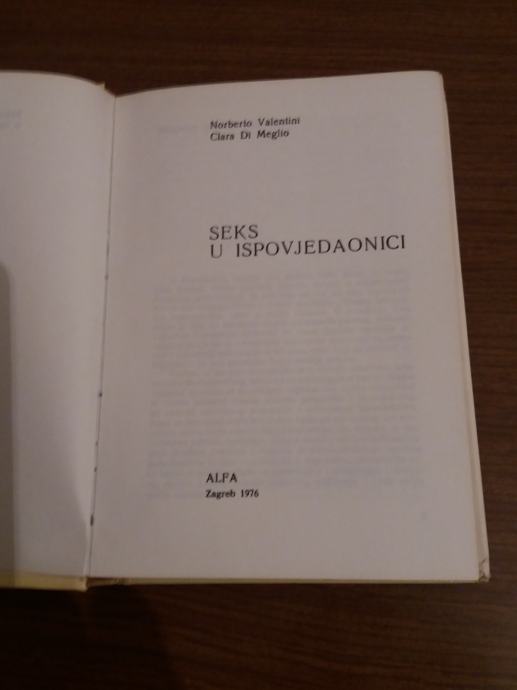 Norberto Valentini
Clara Di Meglio
SEKS
U ISPOVJEDAONICI
ALFA
Zagreb 1976